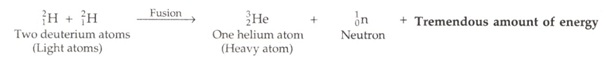 ²₁H + ²₁H Fusion → ³₂He + ¹₀n + Tremendous amount of energy
Two deuterium atoms One helium atom Neutron
(Light atoms) (Heavy atom)